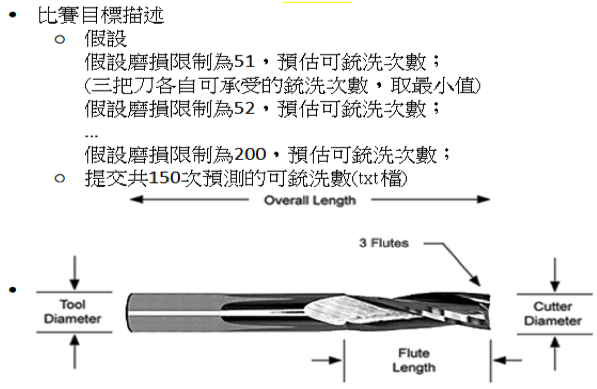 比賽目標描述
假設
假設磨損限制為51，預估可銑洗次數；
(三把刀各自可承受的銑洗次數，取最小值)
假設磨損限制為52，預估可銑洗次數；
...
假設磨損限制為200，預估可銑洗次數；
提交共150次預測的可銑洗數(txt檔)
Overall Length
3 Flutes
Tool
Diameter
Cutter
Diameter
Flute
Length